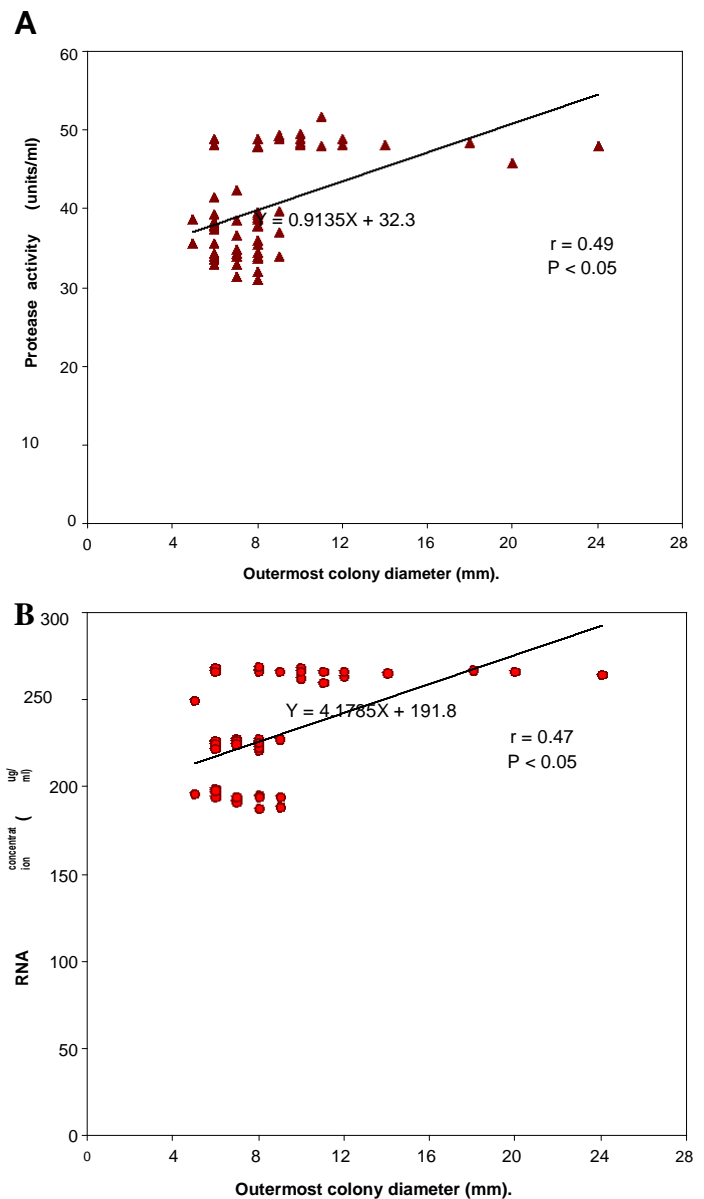 A
60
50
40
30
20
10
0
Protease activity (units/ml)
Y = 0.9135X + 32.3
r = 0.49
P < 0.05
0 4 8 12 16 20 24 28
Outermost colony diameter (mm).
B
300
250
200
150
100
50
0
RNA concentrat ion ( ug/ ml)
Y = 4.1785X + 191.8
r = 0.47
P < 0.05
0 4 8 12 16 20 24 28
Outermost colony diameter (mm).